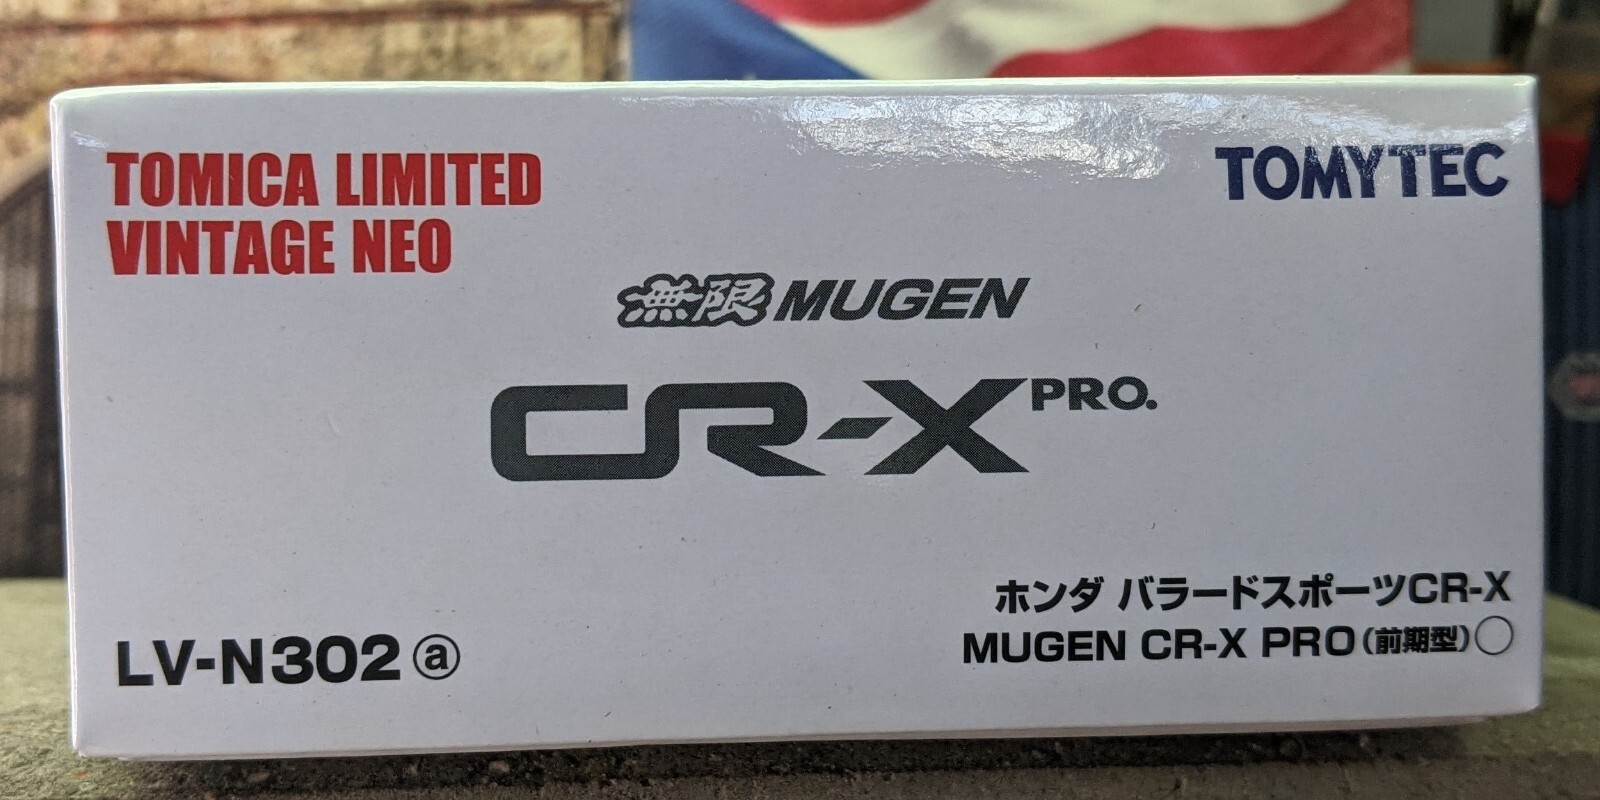 TOMICA LIMITED
VINTAGE NEO
TOMYTEC
無限 MUGEN
CR-X PRO.
ホンダ バラードスポーツCR-X
MUGEN CR-X PRO(前期型)○
LV-N302 ⓐ